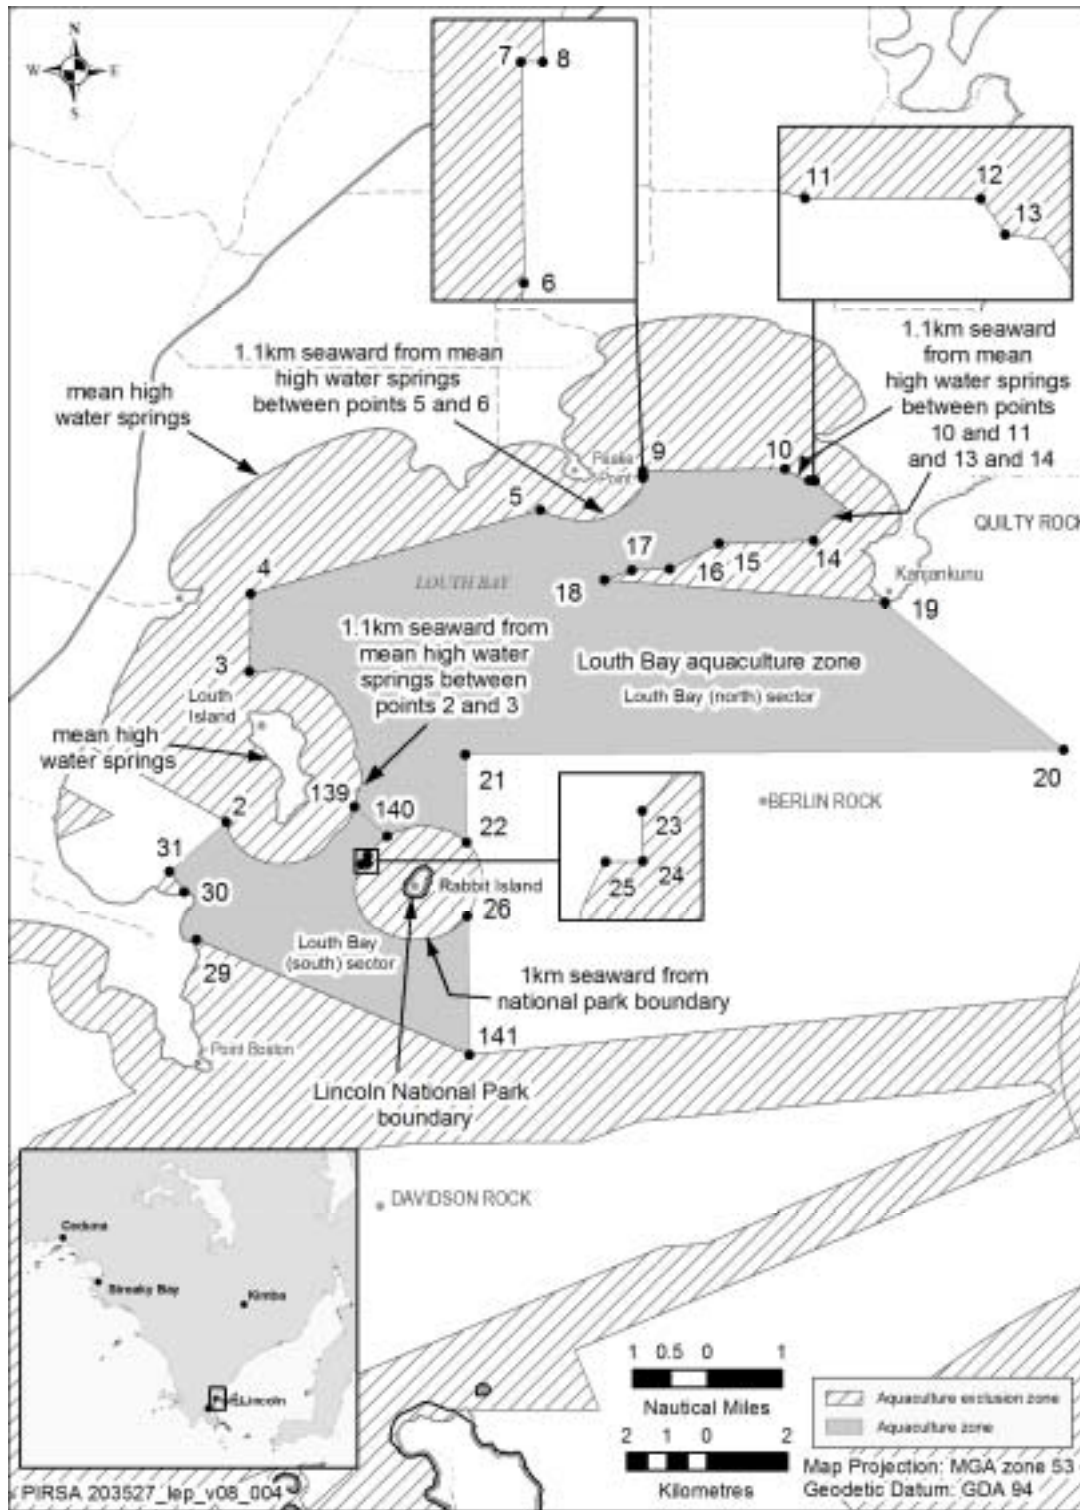 N
W
E
S
7
8
6
11
12
13
1.1km seaward from mean
high water springs
between points 5 and 6
mean high
water springs
1.1km seaward
from mean
high water springs
between points
10 and 11
and 13 and 14
Point
9
10
5
QUILTY ROCK
4
LOUTH BAY
17
18
16
15
14
Kanjankunu
19
1.1km seaward from
mean high water
springs between
points 2 and 3
3
Louth
Island
Louth Bay aquaculture zone
Louth Bay (north) sector
mean high
water springs
139
21
20
2
140
22
BERLIN ROCK
23
24
25
31
30
Rabbit Island
26
29
Louth Bay
(south) sector
1km seaward from
national park boundary
141
Point Boston
Lincoln National Park
boundary
DAVIDSON ROCK
Ceduna
Streaky Bay
Kimba
Lincoln
1 0.5 0 1
Nautical Miles
2 1 0 2
Kilometres
Aquaculture exclusion zone
Aquaculture zone
PIRSA 203527_lep_v08_004
Map Projection: MGA zone 53
Geodetic Datum: GDA 94